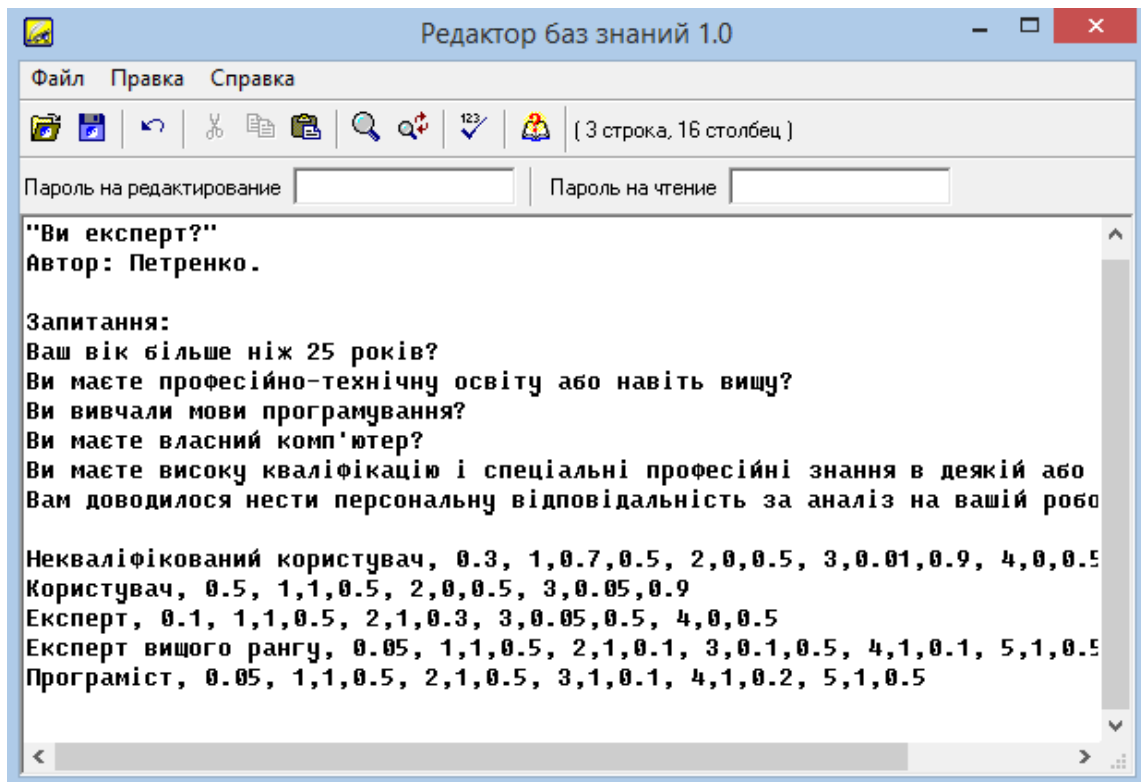 Редактор баз знаний 1.0
Файл Правка Справка
( 3 строка, 16 столбец )
Пароль на редактирование Пароль на чтение
"Ви експерт?"
Автор: Петренко.
Запитання:
Ваш вік більше ніж 25 років?
Ви маєте професійно-технічну освіту або навіть вищу?
Ви вивчали мови програмування?
Ви маєте власний комп'ютер?
Ви маєте високу кваліфікацію і спеціальні професійні знання в деякій або
Вам доводилося нести персональну відповідальність за аналіз на вашій робо
Некваліфікований користувач, 0.3, 1,0.7,0.5, 2,0,0.5, 3,0.01,0.9, 4,0,0.5
Користувач, 0.5, 1,1,0.5, 2,0,0.5, 3,0.05,0.9
Експерт, 0.1, 1,1,0.5, 2,1,0.3, 3,0.05,0.5, 4,0,0.5
Експерт вищого рангу, 0.05, 1,1,0.5, 2,1,0.1, 3,0.1,0.5, 4,1,0.1, 5,1,0.5
Програміст, 0.05, 1,1,0.5, 2,1,0.5, 3,1,0.1, 4,1,0.2, 5,1,0.5